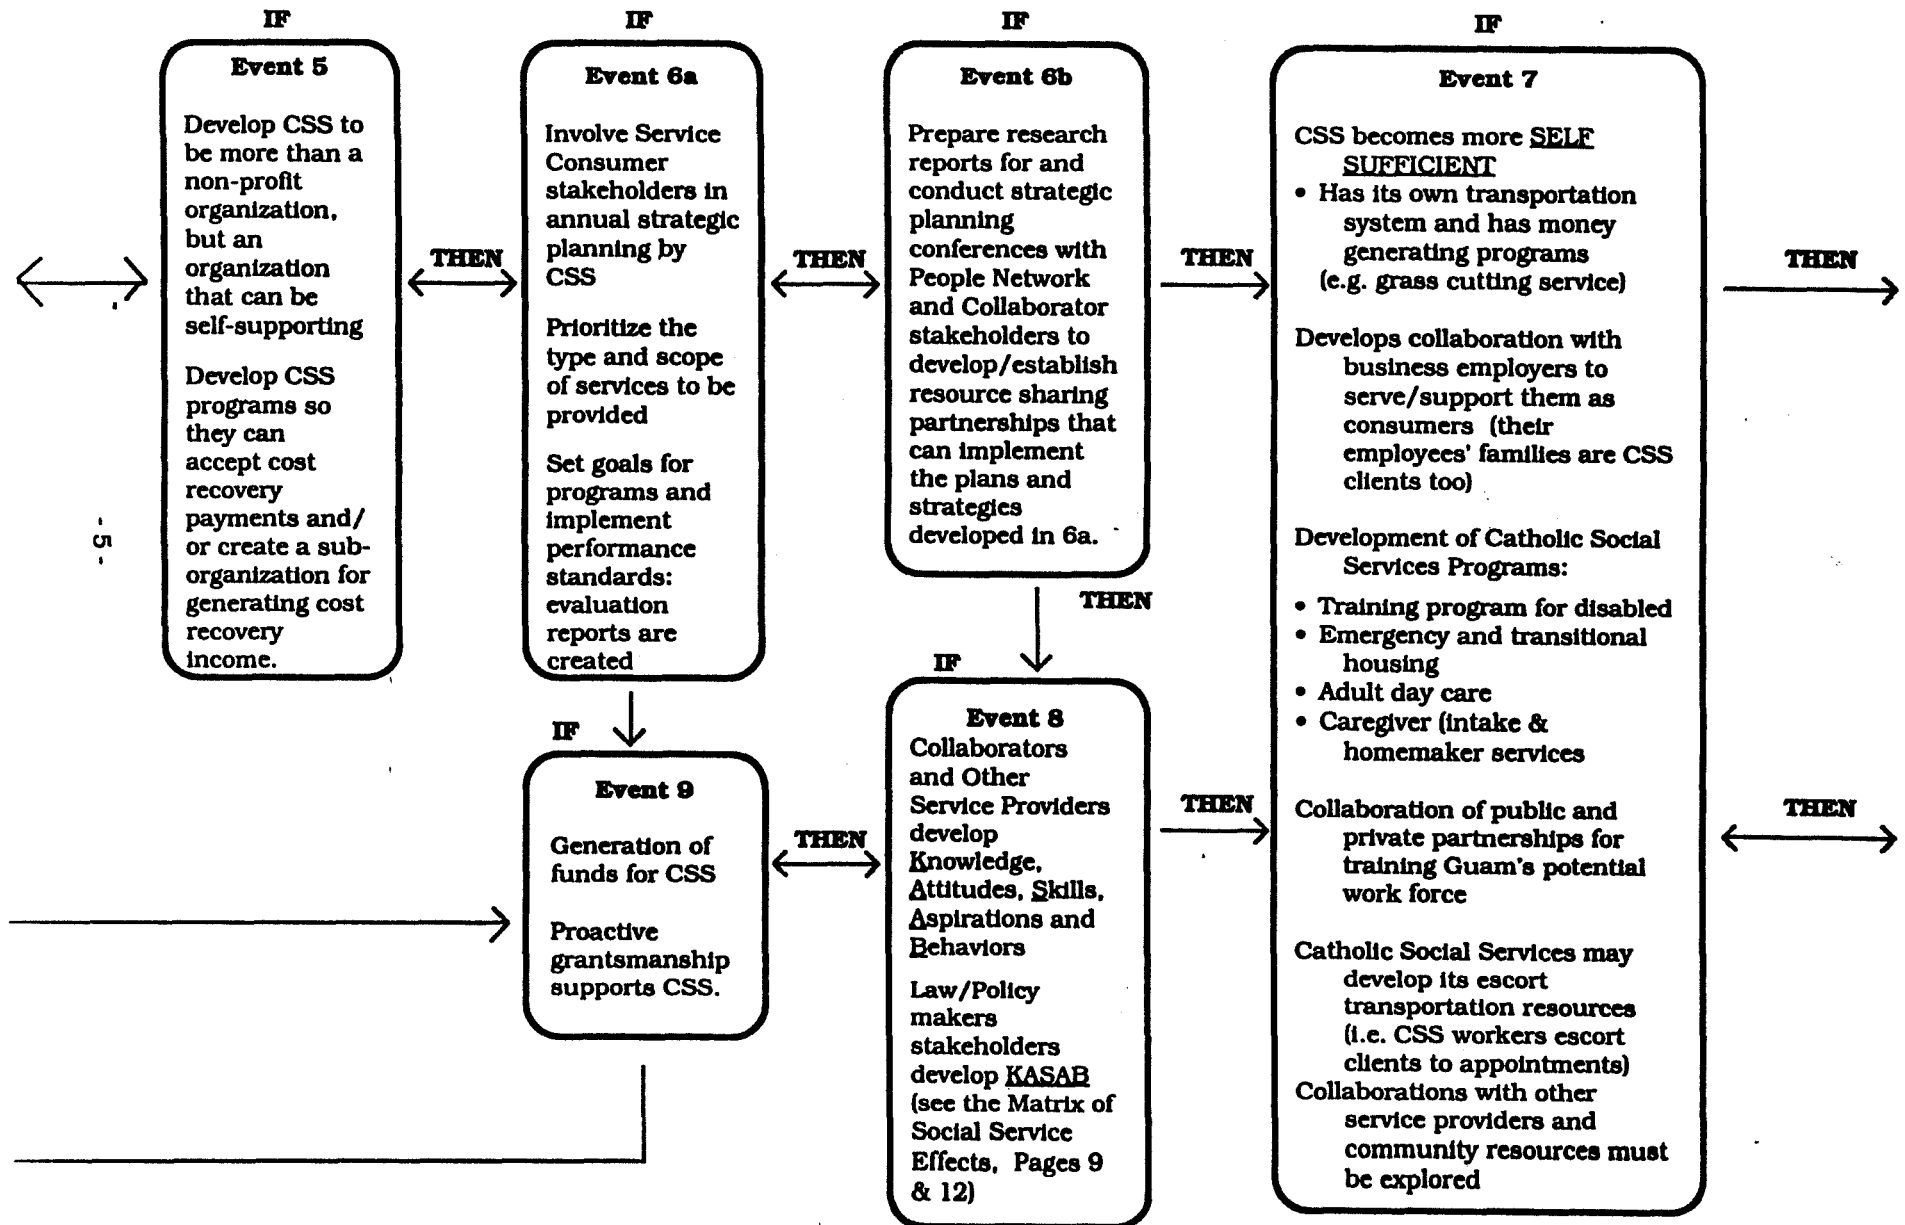 IF
Event 5
Develop CSS to
be more than a
non-profit
organization,
but an
organization
that can be
self-supporting
Develop CSS
programs so
they can
accept cost
recovery
payments and/
or create a sub-
organization for
generating cost
recovery
income.
THEN
IF
Event 6a
Involve Service
Consumer
stakeholders in
annual strategic
planning by
CSS
Prioritize the
type and scope
of services to be
provided
Set goals for
programs and
implement
performance
standards:
evaluation
reports are
created
THEN
IF
Event 6b
Prepare research
reports for and
conduct strategic
planning
conferences with
People Network
and Collaborator
stakeholders to
develop/establish
resource sharing
partnerships that
can implement
the plans and
strategies
developed in 6a.
THEN
THEN
IF
Event 7
CSS becomes more SELF
SUFFICIENT
• Has its own transportation
system and has money
generating programs
(e.g. grass cutting service)
Develops collaboration with
business employers to
serve/support them as
consumers (their
employees' families are CSS
clients too)
Development of Catholic Social
Services Programs:
• Training program for disabled
• Emergency and transitional
housing
• Adult day care
• Caregiver (intake &
homemaker services
Collaboration of public and
private partnerships for
training Guam's potential
work force
Catholic Social Services may
develop its escort
transportation resources
(i.e. CSS workers escort
clients to appointments)
Collaborations with other
service providers and
community resources must
be explored
THEN
THEN
IF
Event 9
Generation of
funds for CSS
Proactive
grantsmanship
supports CSS.
THEN
IF
Event 8
Collaborators
and Other
Service Providers
develop
Knowledge,
Attitudes, Skills,
Aspirations and
Behaviors
Law/Policy
makers
stakeholders
develop KASAB
(see the Matrix of
Social Service
Effects, Pages 9
& 12)
THEN
- 5 -